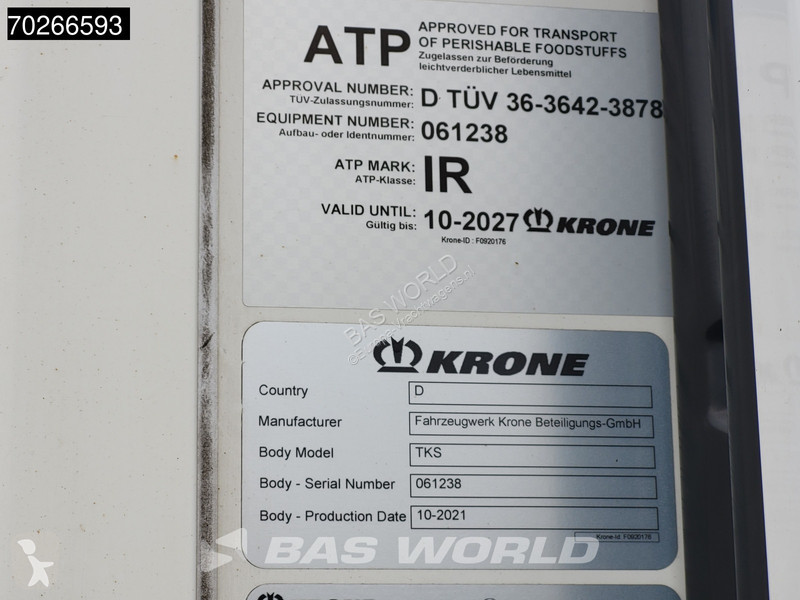 70266593
ATP
APPROVED FOR TRANSPORT
OF PERISHABLE FOODSTUFFS
Zugelassen zur Beförderung
leichtverderblicher Lebensmittel
APPROVAL NUMBER: D TÜV 36-3642-3878
TÜV-Zulassungsnummer:
EQUIPMENT NUMBER: 061238
Aufbau- oder Identnummer:
ATP MARK: IR
ATP-Klasse:
VALID UNTIL: 10-2027 KRONE
Gültig bis:
Krone-ID : F0920176
BAS WORLD
KRONE
Country D
Manufacturer Fahrzeugwerk Krone Beteiligungs-GmbH
Body Model TKS
Body - Serial Number 061238
Body - Production Date 10-2021
Krone-Id: F0920176
BAS WORLD
KRONE